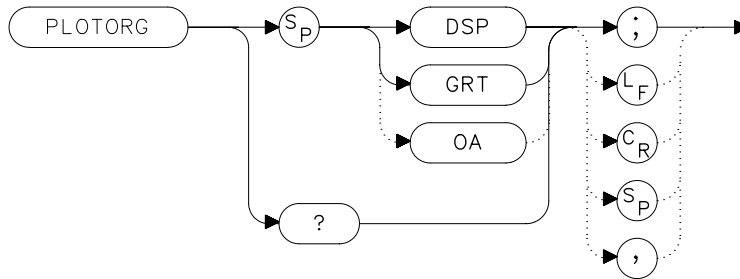 PLOTORG SP DSP ;
GRT LF
OA CR
SP
? ,